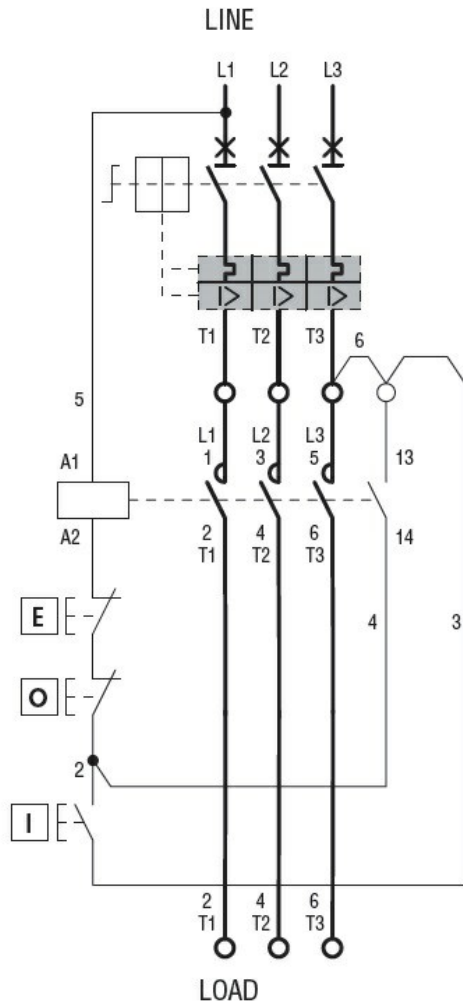 LINE
L1 L2 L3
T1 T2 T3 6
5
L1 L2 L3
A1 1 3 5 13
A2 2 4 6 14
T1 T2 T3
E 4 3
O
2
I
2 4 6
T1 T2 T3
LOAD